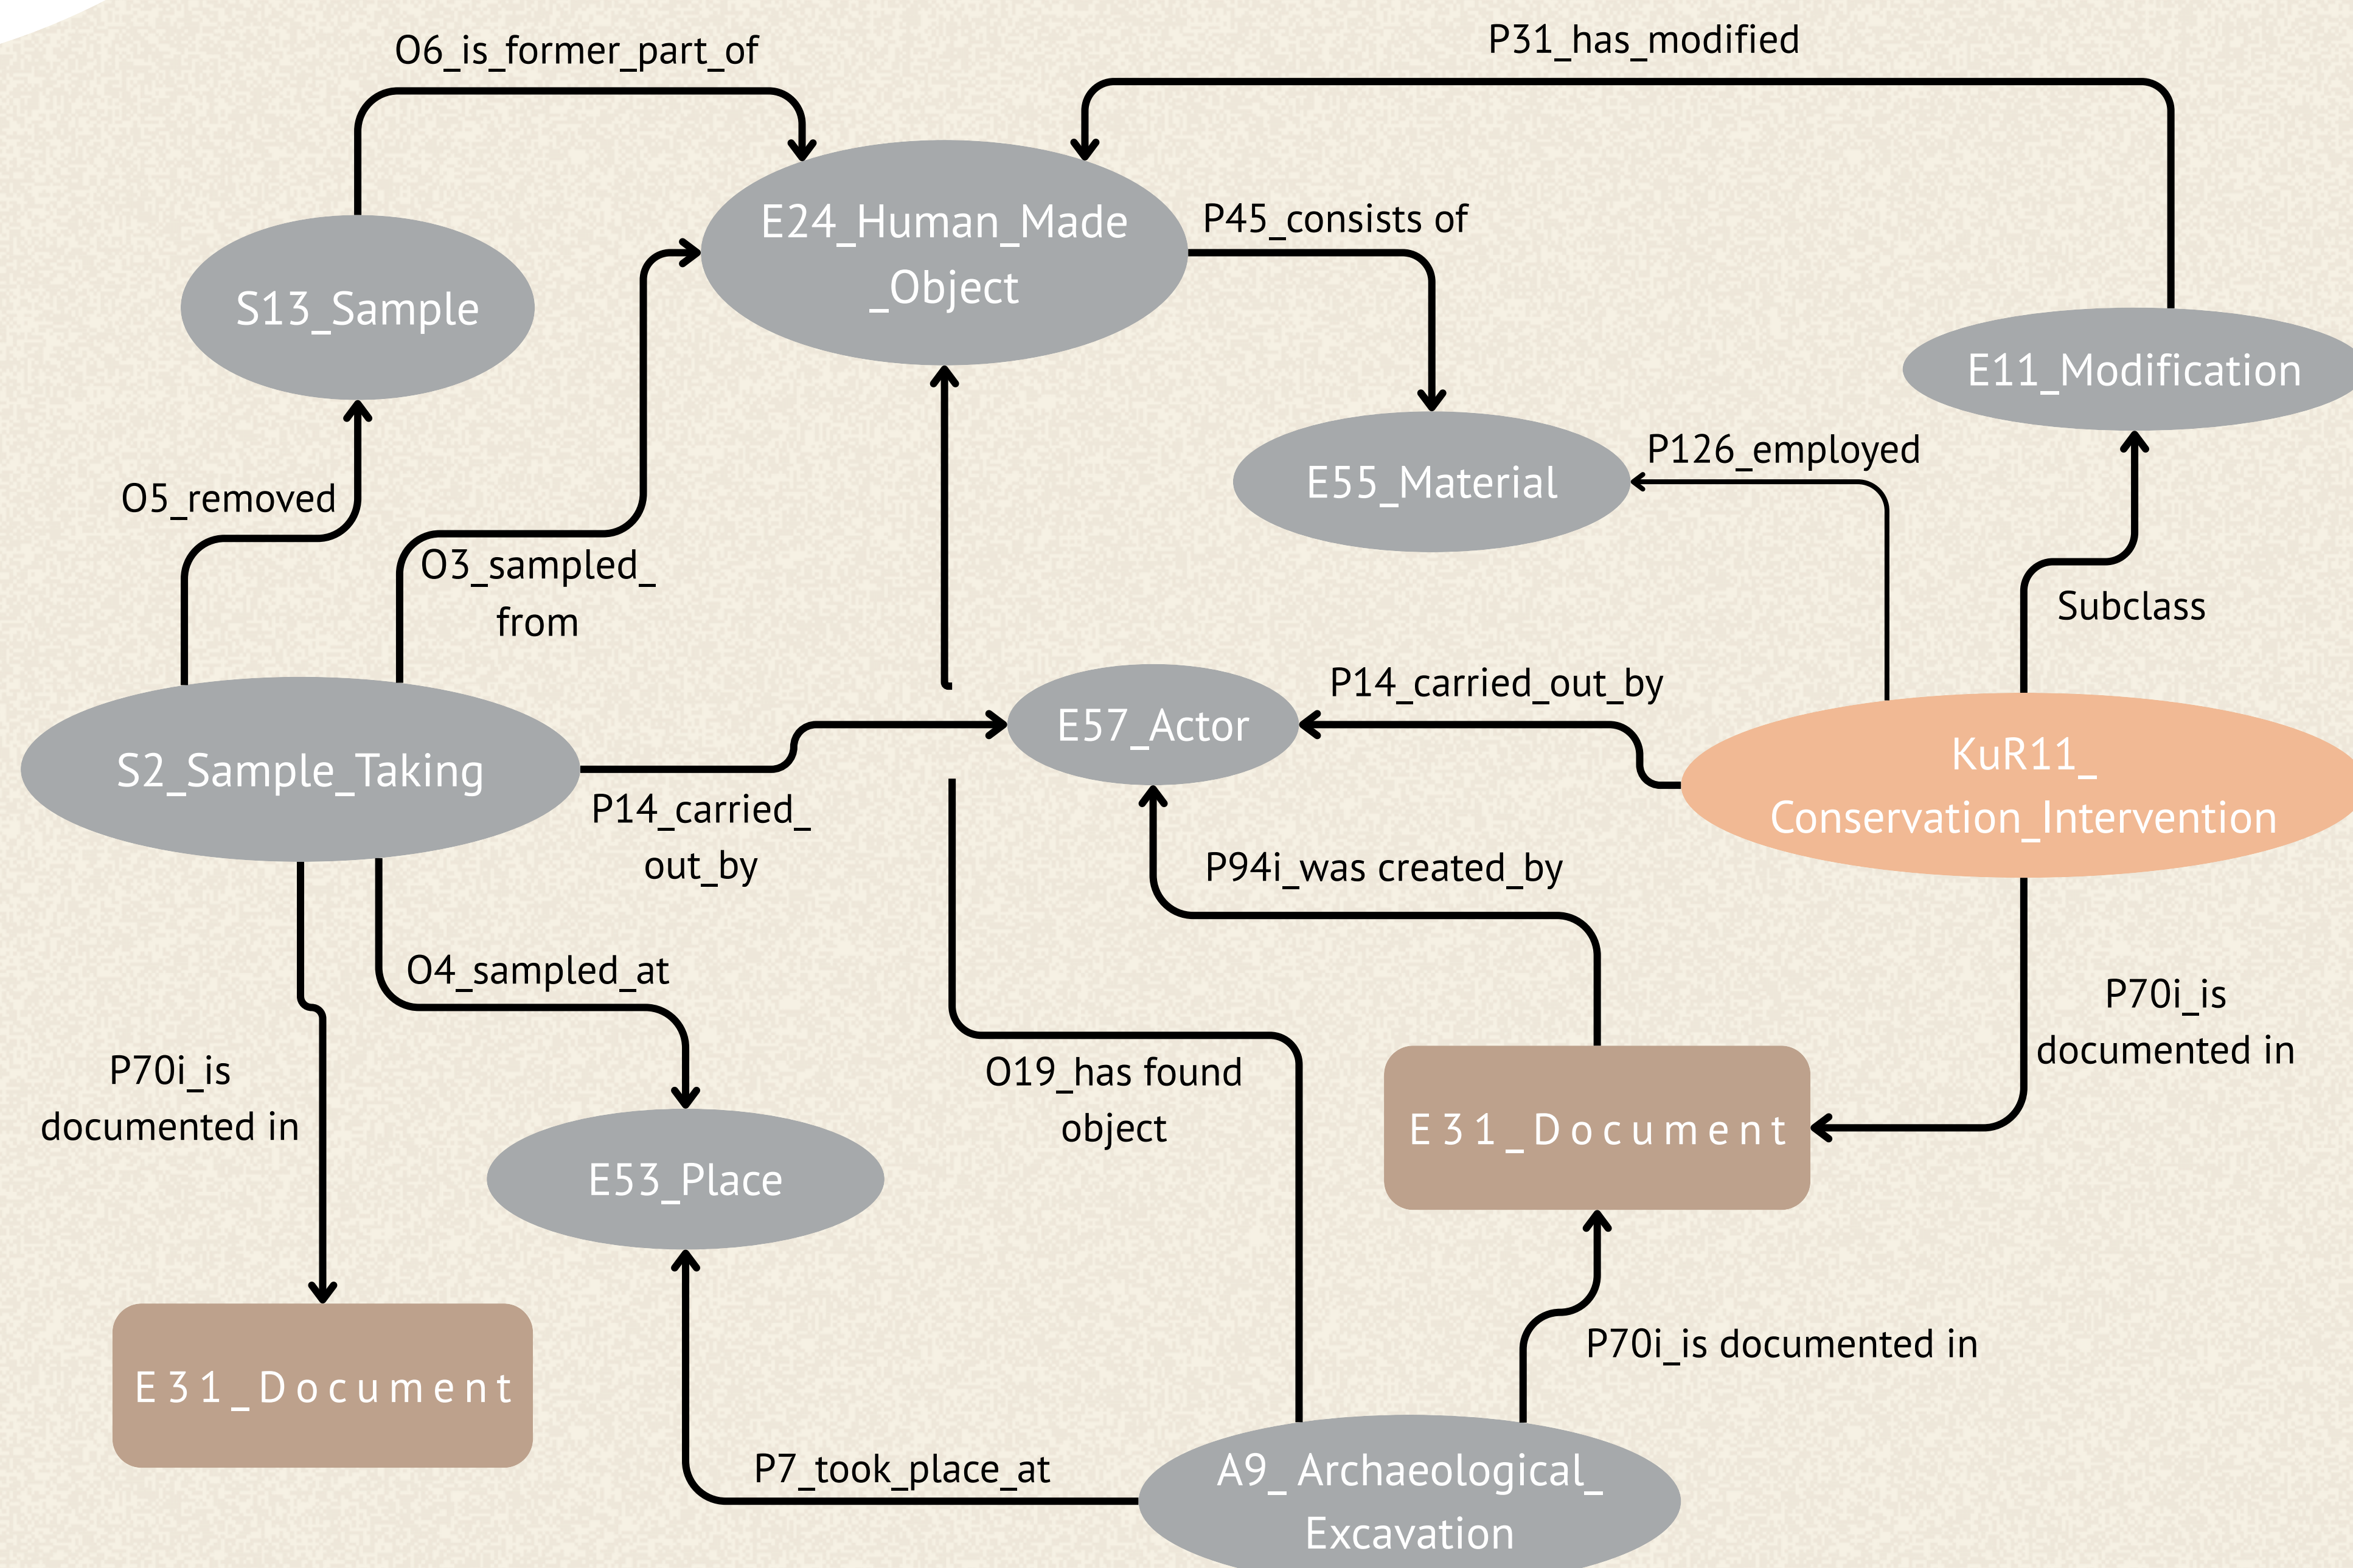 O6_is_former_part_of
P31_has_modified
E24_Human_Made
_Object
P45_consists of
S13_Sample
E11_Modification
P126_employed
E55_Material
O5_removed
O3_sampled_
from
Subclass
P14_carried_out_by
E57_Actor
S2_Sample_Taking
KuR11_
Conservation_Intervention
P14_carried_
out_by
P94i_was created_by
O4_sampled_at
P70i_is
documented in
P70i_is
documented in
O19_has found
object
E31_Document
E53_Place
P70i_is documented in
E31_Document
P7_took_place_at
A9_ Archaeological_
Excavation